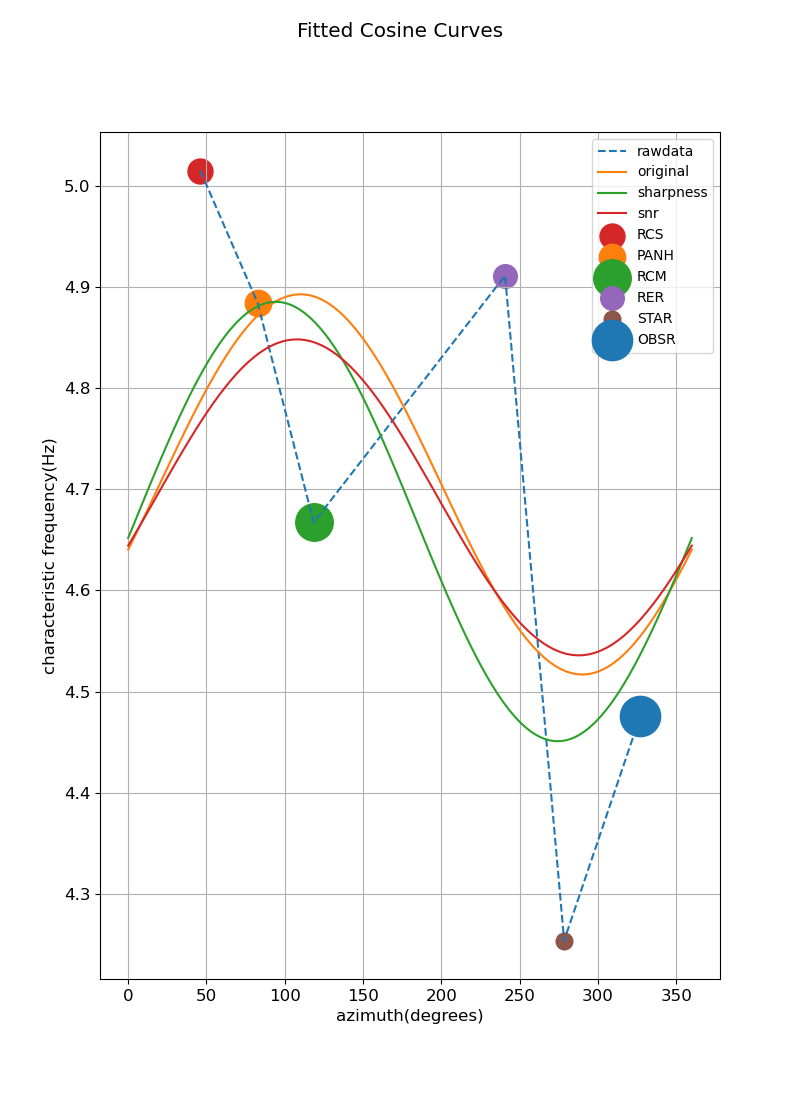 Fitted Cosine Curves
rawdata
original
sharpness
snr
RCS
PANH
RCM
RER
STAR
OBSR
5.0
4.9
4.8
4.7
4.6
4.5
4.4
4.3
characteristic frequency(Hz)
0 50 100 150 200 250 300 350
azimuth(degrees)